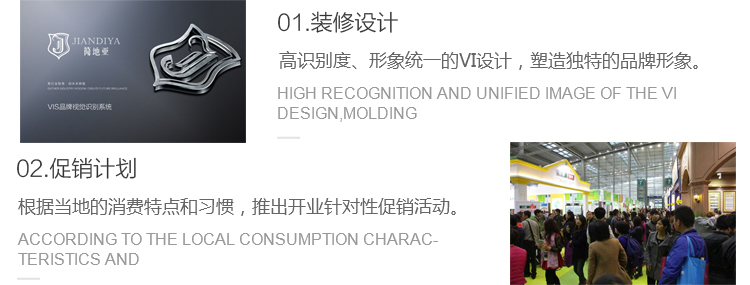 JIANDIYA
简地亚
VIS品牌视觉识别系统
01.装修设计
高识别度、形象统一的VI设计，塑造独特的品牌形象。
HIGH RECOGNITION AND UNIFIED IMAGE OF THE VI
DESIGN,MOLDING
02.促销计划
根据当地的消费特点和习惯，推出开业针对性促销活动。
ACCORDING TO THE LOCAL CONSUMPTION CHARAC-
TERISTICS AND